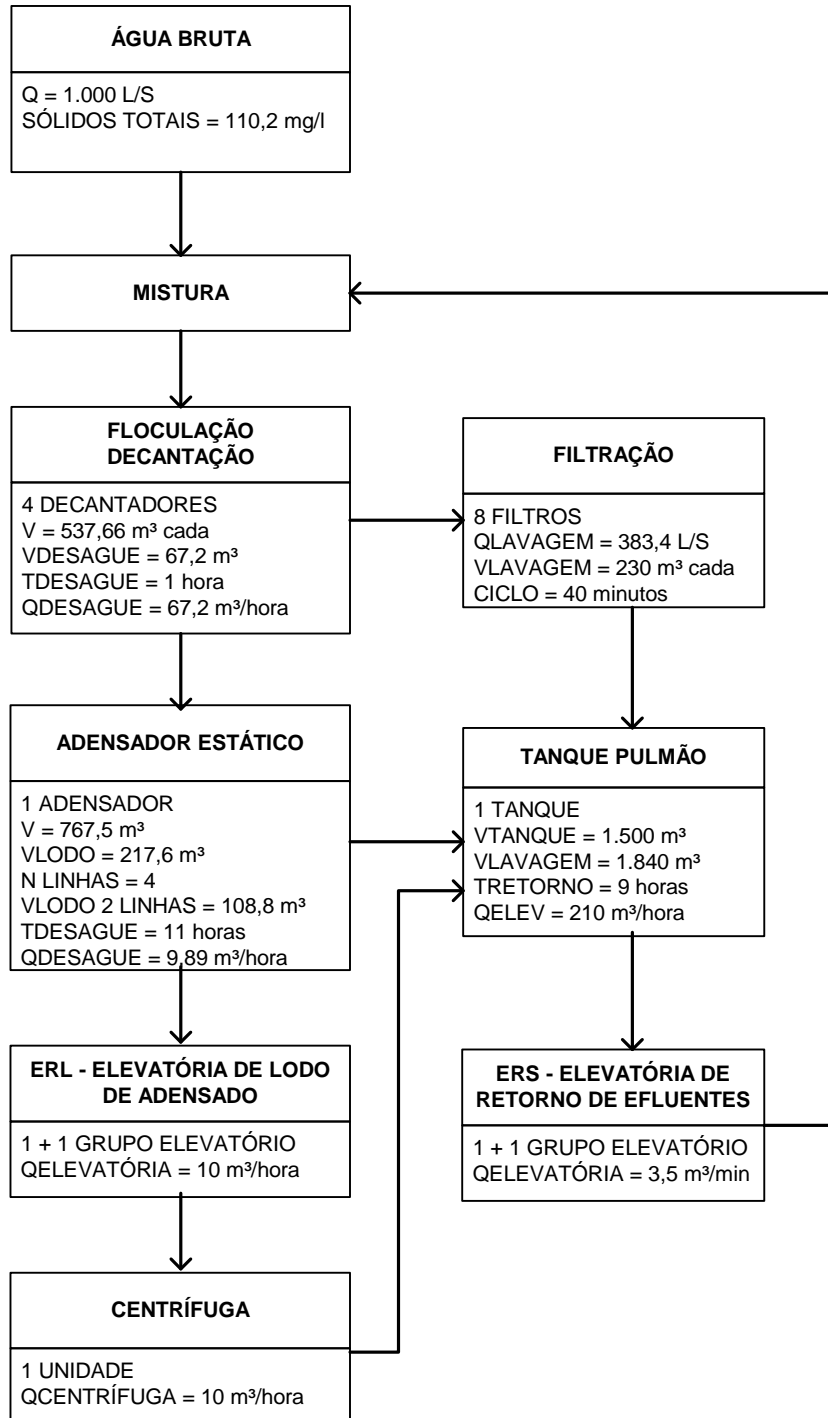 ÁGUA BRUTA
Q = 1.000 L/S
SÓLIDOS TOTAIS = 110,2 mg/l
MISTURA
FLOCULAÇÃO
DECANTAÇÃO
4 DECANTADORES
V = 537,66 m³ cada
VDESAGUE = 67,2 m³
TDESAGUE = 1 hora
QDESAGUE = 67,2 m³/hora
FILTRAÇÃO
8 FILTROS
QLAVAGEM = 383,4 L/S
VLAVAGEM = 230 m³ cada
CICLO = 40 minutos
ADENSADOR ESTÁTICO
1 ADENSADOR
V = 767,5 m³
VLODO = 217,6 m³
N LINHAS = 4
VLODO 2 LINHAS = 108,8 m³
TDESAGUE = 11 horas
QDESAGUE = 9,89 m³/hora
TANQUE PULMÃO
1 TANQUE
VTANQUE = 1.500 m³
VLAVAGEM = 1.840 m³
TRETORNO = 9 horas
QELEV = 210 m³/hora
ERL - ELEVATÓRIA DE LODO
DE ADENSADO
1 + 1 GRUPO ELEVATÓRIO
QELEVATÓRIA = 10 m³/hora
ERS - ELEVATÓRIA DE
RETORNO DE EFLUENTES
1 + 1 GRUPO ELEVATÓRIO
QELEVATÓRIA = 3,5 m³/min
CENTRÍFUGA
1 UNIDADE
QCENTRÍFUGA = 10 m³/hora